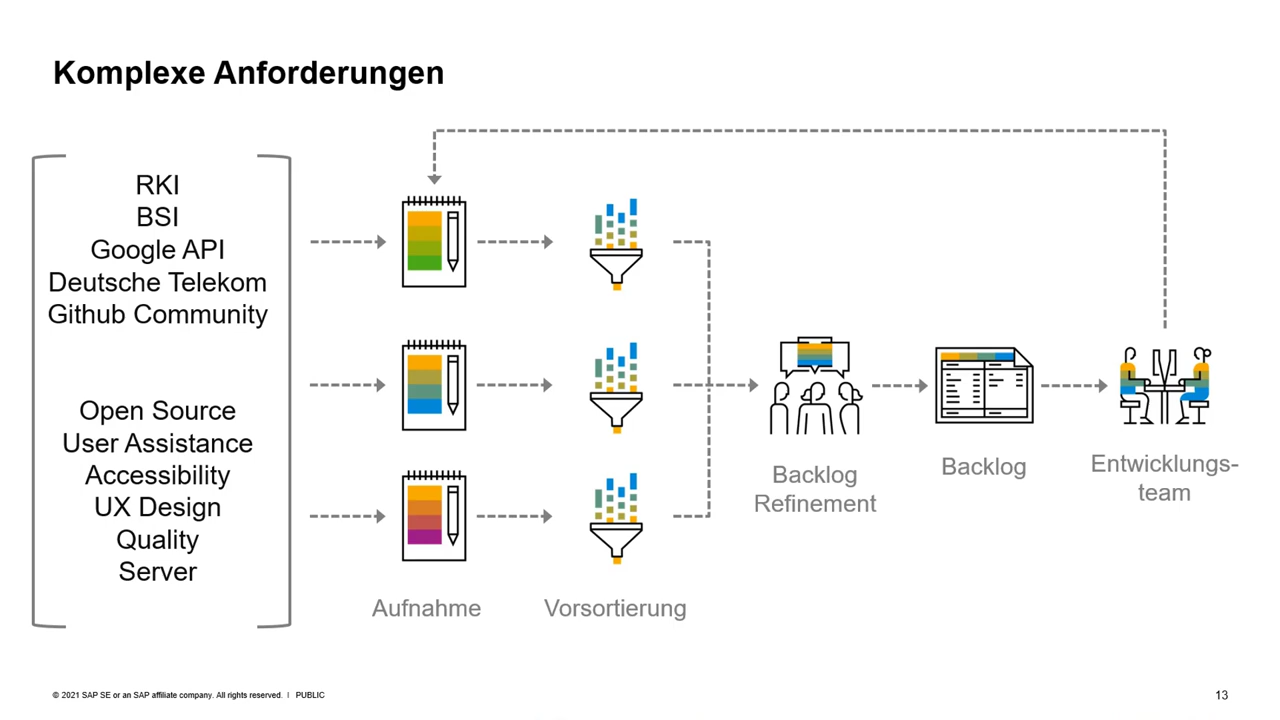 Komplexe Anforderungen
RKI
BSI
Google API
Deutsche Telekom
Github Community
Open Source
User Assistance
Accessibility
UX Design
Quality
Server
Aufnahme
Vorsortierung
Backlog
Refinement
Backlog
Entwicklungs-
team
© 2021 SAP SE or an SAP affiliate company. All rights reserved. I PUBLIC
13